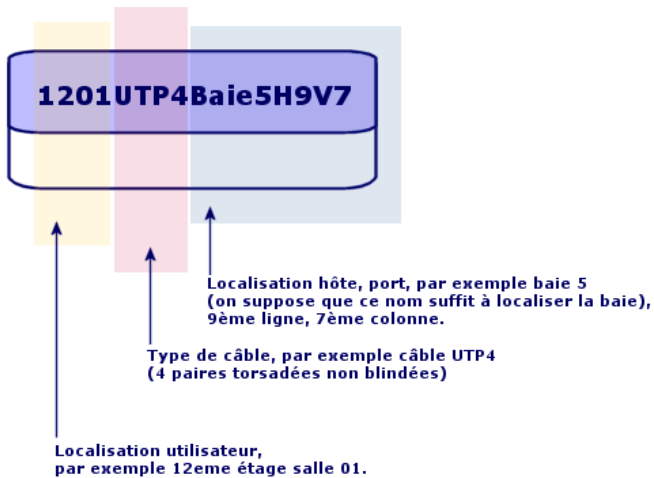 1201UTP4Baie5H9V7
Localisation hôte, port, par exemple baie 5
(on suppose que ce nom suffit à localiser la baie),
9ème ligne, 7ème colonne.
Type de câble, par exemple câble UTP4
(4 paires torsadées non blindées)
Localisation utilisateur,
par exemple 12eme étage salle 01.